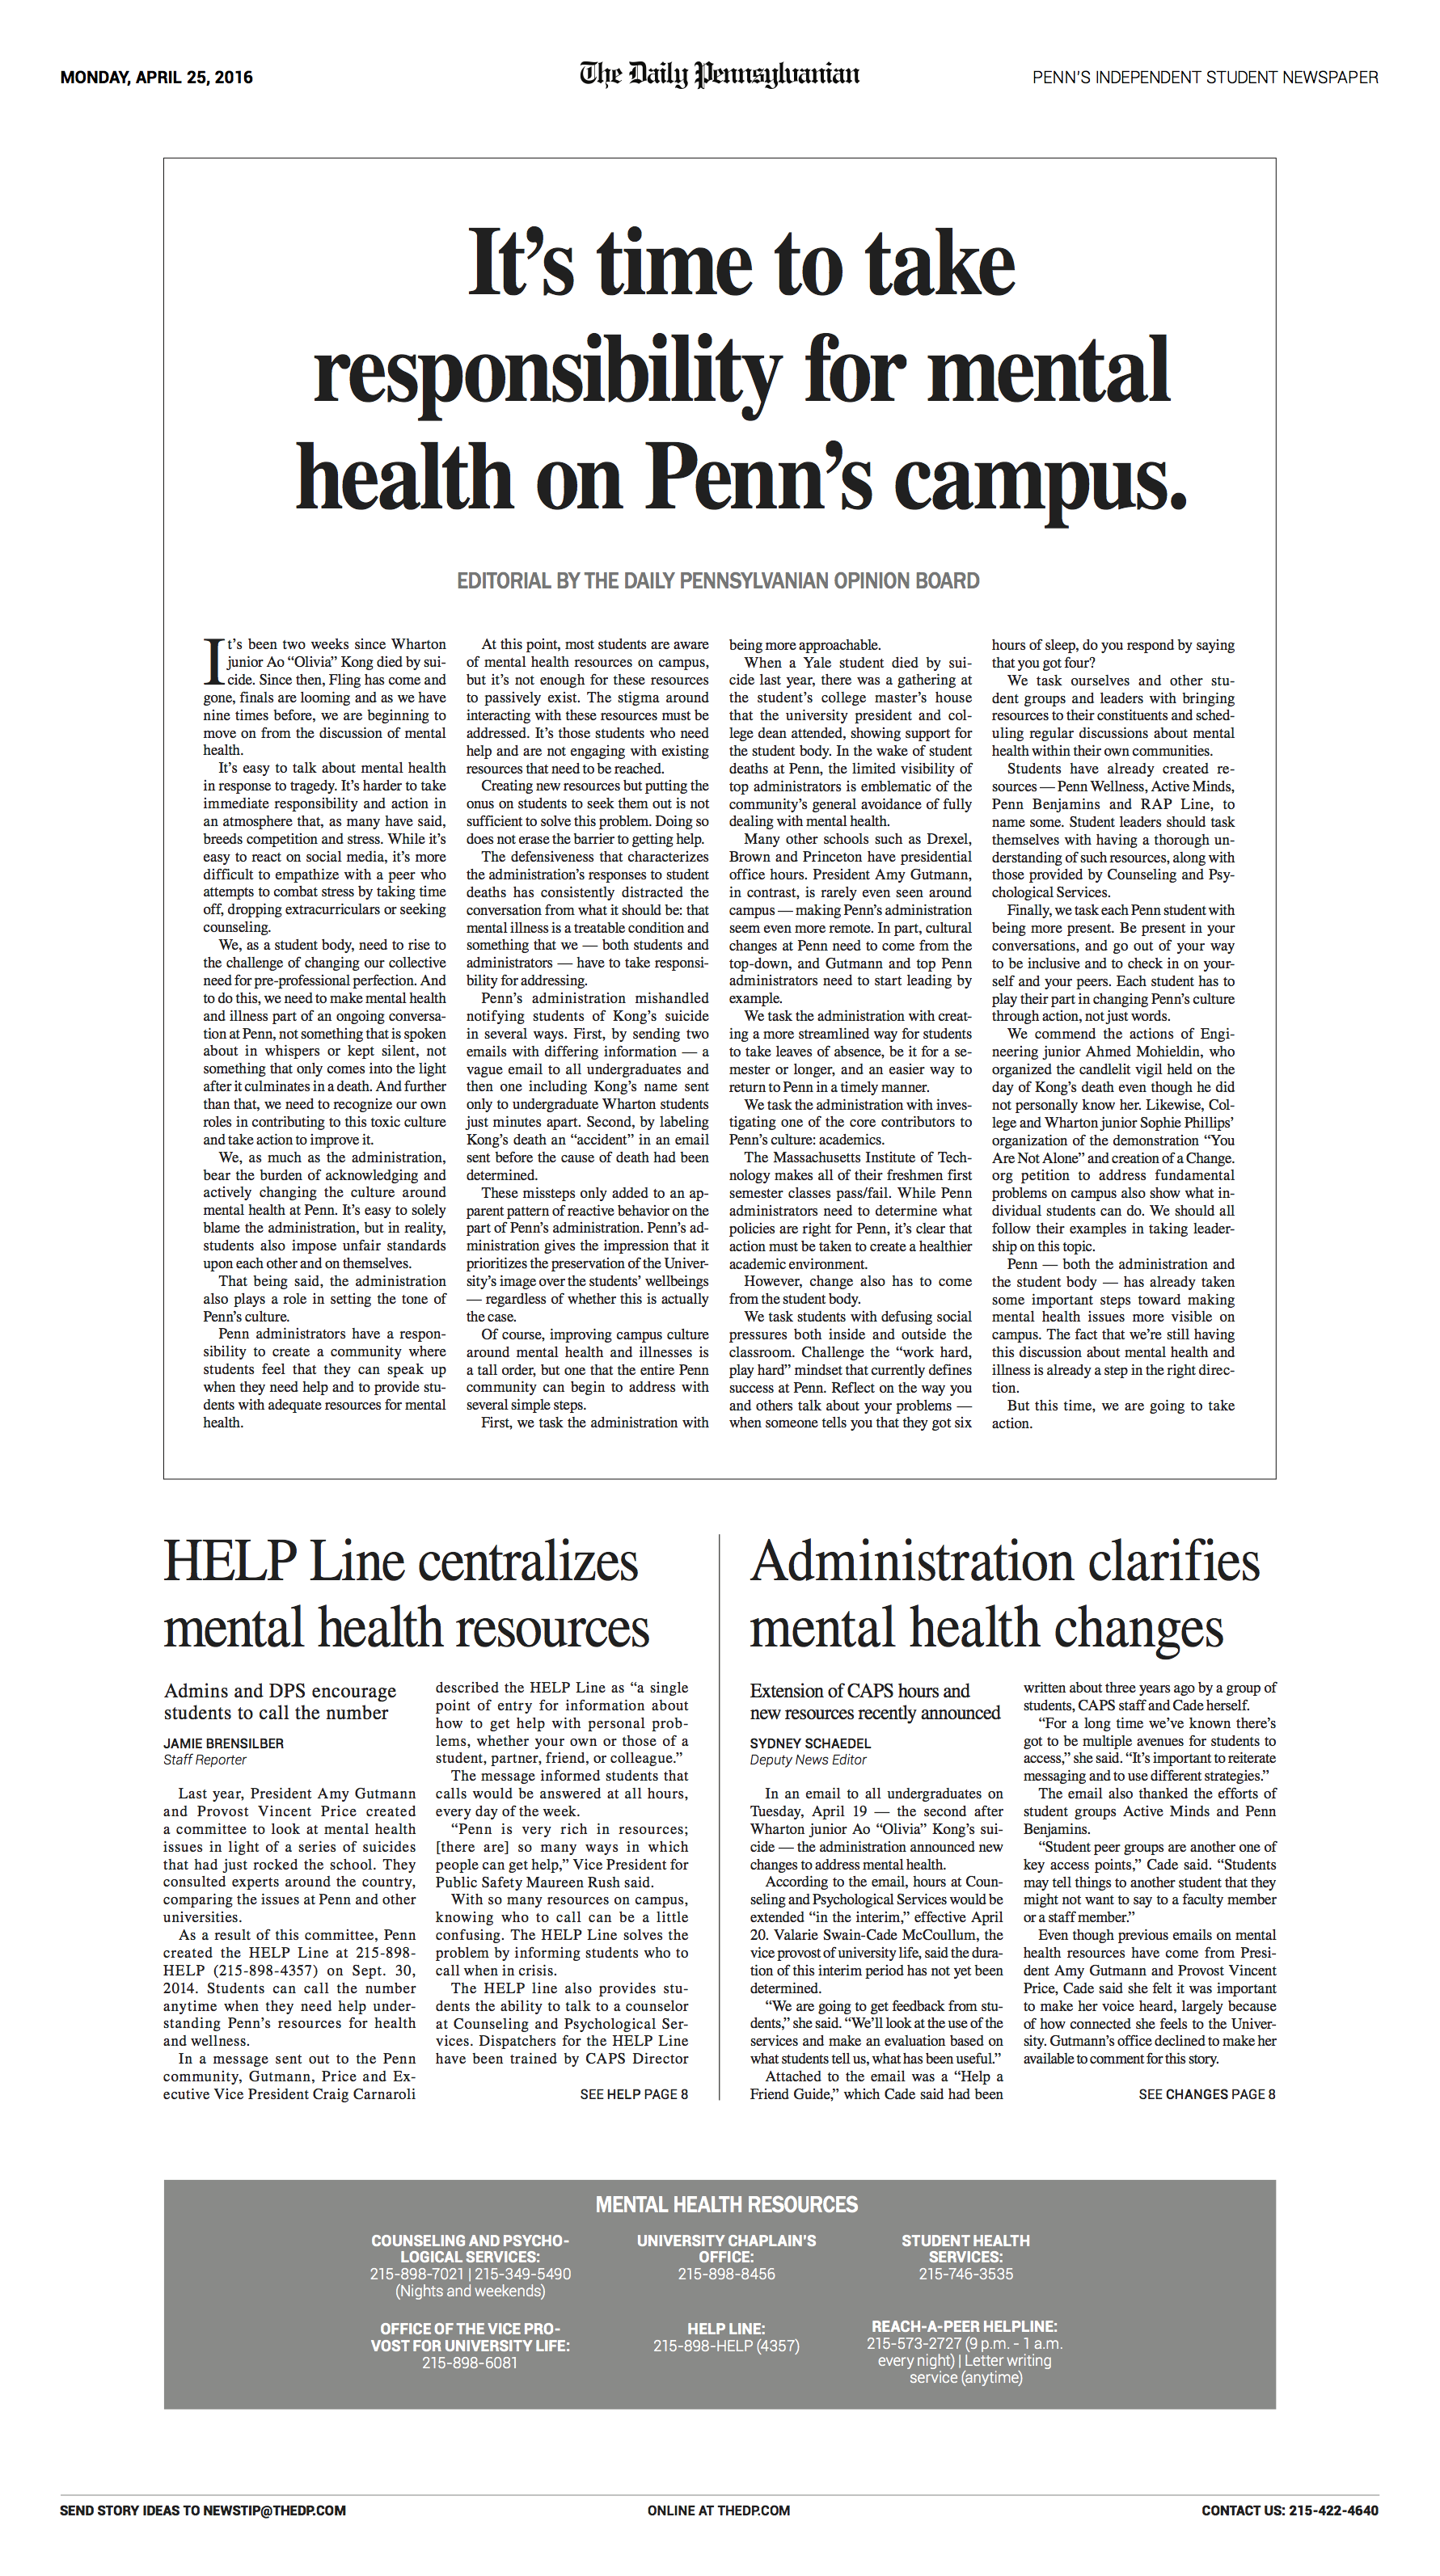 MONDAY, APRIL 25, 2016
The Daily Pennsylvanian
PENN'S INDEPENDENT STUDENT NEWSPAPER
It's time to take
responsibility for mental
health on Penn's campus.
EDITORIAL BY THE DAILY PENNSYLVANIAN OPINION BOARD
It's been two weeks since Wharton
junior Ao “Olivia” Kong died by sui-
cide. Since then, Fling has come and
gone, finals are looming and as we have
nine times before, we are beginning to
move on from the discussion of mental
health.
It's easy to talk about mental health
in response to tragedy. It's harder to take
immediate responsibility and action in
an atmosphere that, as many have said,
breeds competition and stress. While it's
easy to react on social media, it's more
difficult to empathize with a peer who
attempts to combat stress by taking time
off, dropping extracurriculars or seeking
counseling.
We, as a student body, need to rise to
the challenge of changing our collective
need for pre-professional perfection. And
to do this, we need to make mental health
and illness part of an ongoing conversa-
tion at Penn, not something that is spoken
about in whispers or kept silent, not
something that only comes into the light
after it culminates in a death. And further
than that, we need to recognize our own
roles in contributing to this toxic culture
and take action to improve it.
We, as much as the administration,
bear the burden of acknowledging and
actively changing the culture around
mental health at Penn. It's easy to solely
blame the administration, but in reality,
students also impose unfair standards
upon each other and on themselves.
That being said, the administration
also plays a role in setting the tone of
Penn's culture.
Penn administrators have a respon-
sibility to create a community where
students feel that they can speak up
when they need help and to provide stu-
dents with adequate resources for mental
health.
At this point, most students are aware
of mental health resources on campus,
but it's not enough for these resources
to passively exist. The stigma around
interacting with these resources must be
addressed. It's those students who need
help and are not engaging with existing
resources that need to be reached.
Creating new resources but putting the
onus on students to seek them out is not
sufficient to solve this problem. Doing so
does not erase the barrier to getting help.
The defensiveness that characterizes
the administration's responses to student
deaths has consistently distracted the
conversation from what it should be: that
mental illness is a treatable condition and
something that we — both students and
administrators — have to take responsi-
bility for addressing.
Penn's administration mishandled
notifying students of Kong's suicide
in several ways. First, by sending two
emails with differing information — a
vague email to all undergraduates and
then one including Kong's name sent
only to undergraduate Wharton students
just minutes apart. Second, by labeling
Kong's death an “accident” in an email
sent before the cause of death had been
determined.
These missteps only added to an ap-
parent pattern of reactive behavior on the
part of Penn's administration. Penn's ad-
ministration gives the impression that it
prioritizes the preservation of the Univer-
sity's image over the students' wellbeings
— regardless of whether this is actually
the case.
Of course, improving campus culture
around mental health and illnesses is
a tall order, but one that the entire Penn
community can begin to address with
several simple steps.
First, we task the administration with
being more approachable.
When a Yale student died by sui-
cide last year, there was a gathering at
the student's college master's house
that the university president and col-
lege dean attended, showing support for
the student body. In the wake of student
deaths at Penn, the limited visibility of
top administrators is emblematic of the
community's general avoidance of fully
dealing with mental health.
Many other schools such as Drexel,
Brown and Princeton have presidential
office hours. President Amy Gutmann,
in contrast, is rarely even seen around
campus — making Penn's administration
seem even more remote. In part, cultural
changes at Penn need to come from the
top-down, and Gutmann and top Penn
administrators need to start leading by
example.
We task the administration with creat-
ing a more streamlined way for students
to take leaves of absence, be it for a se-
mester or longer, and an easier way to
return to Penn in a timely manner.
We task the administration with inves-
tigating one of the core contributors to
Penn's culture: academics.
The Massachusetts Institute of Tech-
nology makes all of their freshmen first
semester classes pass/fail. While Penn
administrators need to determine what
policies are right for Penn, it's clear that
action must be taken to create a healthier
academic environment.
However, change also has to come
from the student body.
We task students with defusing social
pressures both inside and outside the
classroom. Challenge the “work hard,
play hard” mindset that currently defines
success at Penn. Reflect on the way you
and others talk about your problems —
when someone tells you that they got six
hours of sleep, do you respond by saying
that you got four?
We task ourselves and other stu-
dent groups and leaders with bringing
resources to their constituents and sched-
uling regular discussions about mental
health within their own communities.
Students have already created re-
sources — Penn Wellness, Active Minds,
Penn Benjamins and RAP Line, to
name some. Student leaders should task
themselves with having a thorough un-
derstanding of such resources, along with
those provided by Counseling and Psy-
chological Services.
Finally, we task each Penn student with
being more present. Be present in your
conversations, and go out of your way
to be inclusive and to check in on your-
self and your peers. Each student has to
play their part in changing Penn's culture
through action, not just words.
We commend the actions of Engi-
neering junior Ahmed Mohieldin, who
organized the candlelit vigil held on the
day of Kong's death even though he did
not personally know her. Likewise, Col-
lege and Wharton junior Sophie Phillips'
organization of the demonstration “You
Are Not Alone” and creation of a Change.
org petition to address fundamental
problems on campus also show what in-
dividual students can do. We should all
follow their examples in taking leader-
ship on this topic.
Penn — both the administration and
the student body — has already taken
some important steps toward making
mental health issues more visible on
campus. The fact that we're still having
this discussion about mental health and
illness is already a step in the right direc-
tion.
But this time, we are going to take
action.
HELP Line centralizes
mental health resources
Admins and DPS encourage
students to call the number
JAMIE BRENSILBER
Staff Reporter
Last year, President Amy Gutmann
and Provost Vincent Price created
a committee to look at mental health
issues in light of a series of suicides
that had just rocked the school. They
consulted experts around the country,
comparing the issues at Penn and other
universities.
As a result of this committee, Penn
created the HELP Line at 215-898-
HELP (215-898-4357) on Sept. 30,
2014. Students can call the number
anytime when they need help under-
standing Penn's resources for health
and wellness.
In a message sent out to the Penn
community, Gutmann, Price and Ex-
ecutive Vice President Craig Carnaroli
described the HELP Line as “a single
point of entry for information about
how to get help with personal prob-
lems, whether your own or those of a
student, partner, friend, or colleague.”
The message informed students that
calls would be answered at all hours,
every day of the week.
“Penn is very rich in resources;
[there are] so many ways in which
people can get help,” Vice President for
Public Safety Maureen Rush said.
With so many resources on campus,
knowing who to call can be a little
confusing. The HELP Line solves the
problem by informing students who to
call when in crisis.
The HELP line also provides stu-
dents the ability to talk to a counselor
at Counseling and Psychological Ser-
vices. Dispatchers for the HELP Line
have been trained by CAPS Director
SEE HELP PAGE 8
Administration clarifies
mental health changes
Extension of CAPS hours and
new resources recently announced
SYDNEY SCHAEDEL
Deputy News Editor
In an email to all undergraduates on
Tuesday, April 19 — the second after
Wharton junior Ao “Olivia” Kong's sui-
cide — the administration announced new
changes to address mental health.
According to the email, hours at Coun-
seling and Psychological Services would be
extended “in the interim,” effective April
20. Valarie Swain-Cade McCoullum, the
vice provost of university life, said the dura-
tion of this interim period has not yet been
determined.
“We are going to get feedback from stu-
dents,” she said. “We'll look at the use of the
services and make an evaluation based on
what students tell us, what has been useful.”
Attached to the email was a “Help a
Friend Guide,” which Cade said had been
written about three years ago by a group of
students, CAPS staff and Cade herself.
“For a long time we've known there's
got to be multiple avenues for students to
access,” she said. “It's important to reiterate
messaging and to use different strategies.”
The email also thanked the efforts of
student groups Active Minds and Penn
Benjamins.
“Student peer groups are another one of
key access points,” Cade said. “Students
may tell things to another student that they
might not want to say to a faculty member
or a staff member.”
Even though previous emails on mental
health resources have come from Presi-
dent Amy Gutmann and Provost Vincent
Price, Cade said she felt it was important
to make her voice heard, largely because
of how connected she feels to the Univer-
sity. Gutmann's office declined to make her
available to comment for this story.
SEE CHANGES PAGE 8
MENTAL HEALTH RESOURCES
COUNSELING AND PSYCHO-
LOGICAL SERVICES:
215-898-7021 | 215-349-5490
(Nights and weekends)
UNIVERSITY CHAPLAIN'S
OFFICE:
215-898-8456
STUDENT HEALTH
SERVICES:
215-746-3535
OFFICE OF THE VICE PRO-
VOST FOR UNIVERSITY LIFE:
215-898-6081
HELP LINE:
215-898-HELP (4357)
REACH-A-PEER HELPLINE:
215-573-2727 (9 p.m. - 1 a.m.
every night) | Letter writing
service (anytime)
SEND STORY IDEAS TO NEWSTIP@THEDP.COM
ONLINE AT THEDP.COM
CONTACT US: 215-422-4640